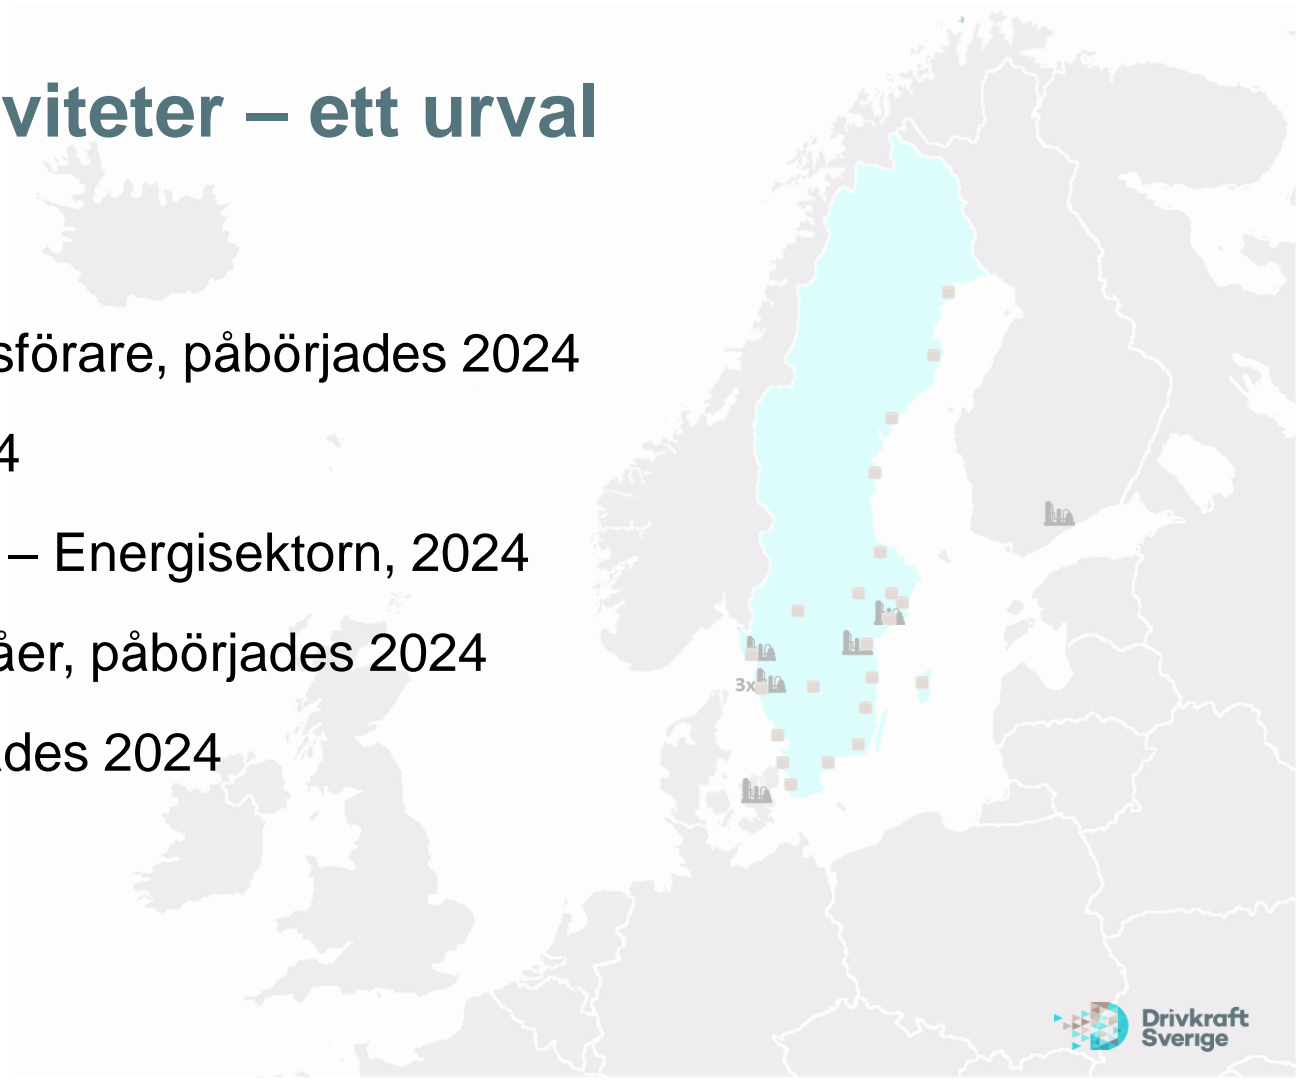 viteter – ett urval
sförare, påbörjades 2024
4
– Energisektorn, 2024
åer, påbörjades 2024
ades 2024
3x
Drivkraft
Sverige